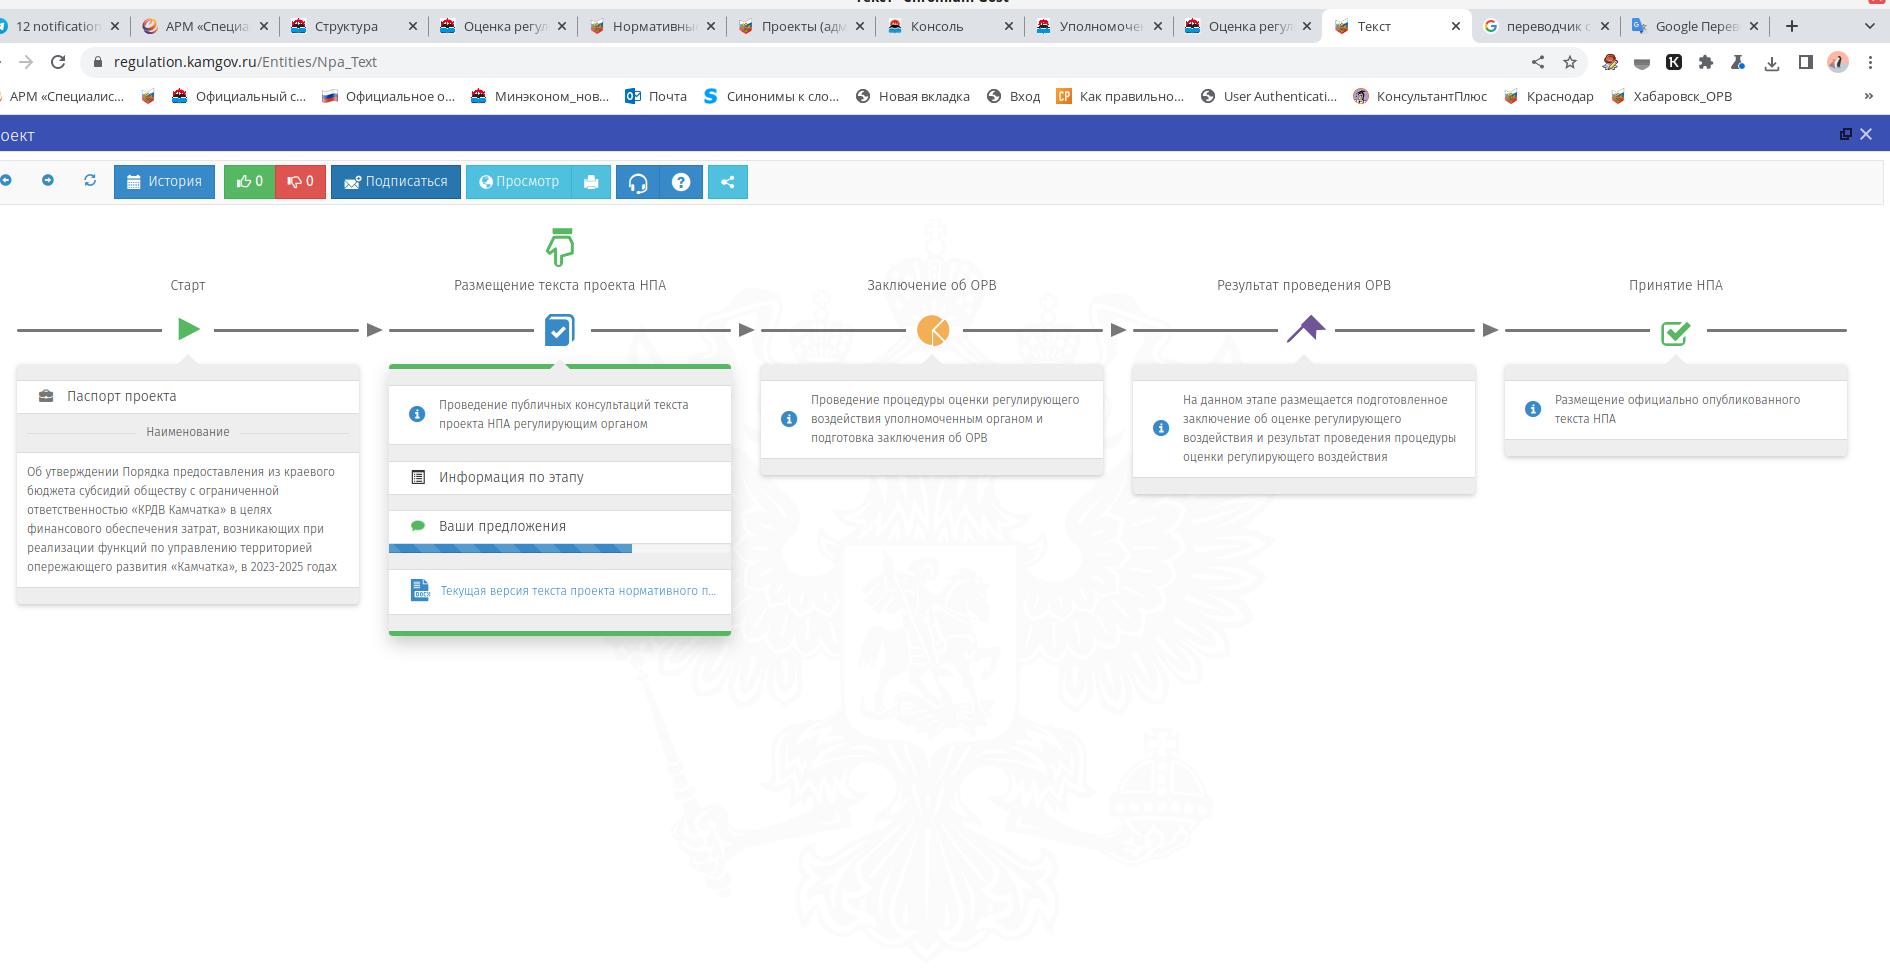 12 notification
АРМ «Специа
Структура
Оценка регул
Нормативные
Проекты (адм
Консоль
Уполномочен
Оценка регул
Текст
переводчик с
Google Перев
regulation.kamgov.ru/Entities/Npa_Text
АРМ «Специалис...
Официальный с...
Официальное о...
Минэконом_нов...
Почта
Синонимы к сло...
Новая вкладка
Вход
Как правильно...
User Authenticati...
КонсультантПлюс
Краснодар
Хабаровск_ОРВ
»
оект
История
0
0
Подписаться
Просмотр
Старт
Размещение текста проекта НПА
Заключение об ОРВ
Результат проведения ОРВ
Принятие НПА
Паспорт проекта
Наименование
Об утверждении Порядка предоставления из краевого
бюджета субсидий обществу с ограниченной
ответственностью «КРДВ Камчатка» в целях
финансового обеспечения затрат, возникающих при
реализации функций по управлению территорией
опережающего развития «Камчатка», в 2023-2025 годах
Проведение публичных консультаций текста
проекта НПА регулирующим органом
Информация по этапу
Ваши предложения
DOCX
Текущая версия текста проекта нормативного п...
Проведение процедуры оценки регулирующего
воздействия уполномоченным органом и
подготовка заключения об ОРВ
На данном этапе размещается подготовленное
заключение об оценке регулирующего
воздействия и результат проведения процедуры
оценки регулирующего воздействия
Размещение официально опубликованного
текста НПА